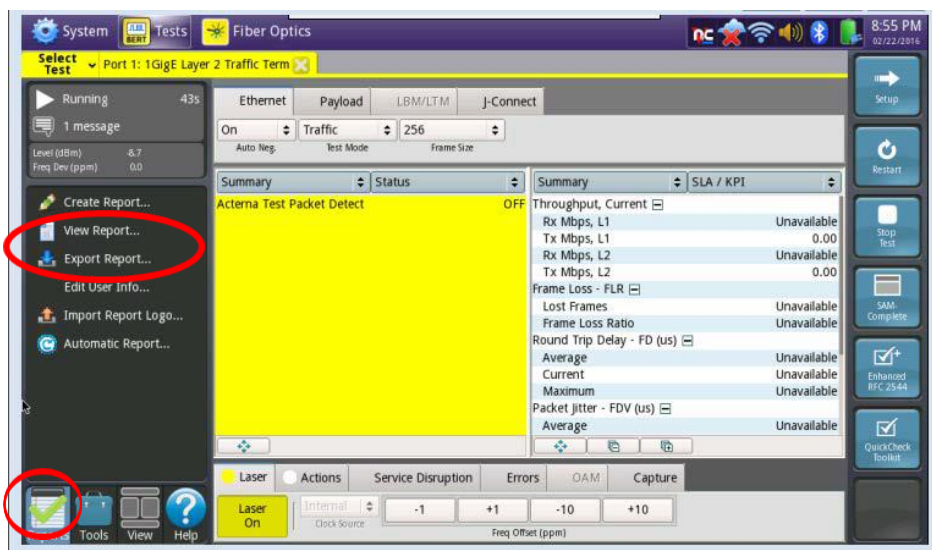 System
JDSU
BERT
Tests
Fiber Optics
nc
8:55 PM
02/22/2016
Select
Test
Port 1: 1GigE Layer 2 Traffic Term
Running 43s
1 message
Level (dBm) -8.7
Freq Dev (ppm) 0.0
Create Report...
View Report...
Export Report...
Edit User Info...
Import Report Logo...
Automatic Report...
Tools
View
Help
Ethernet Payload LBM/LTM J-Connect
On Traffic 256
Auto Neg. Test Mode Frame Size
Summary Status
Acterna Test Packet Detect OFF
Summary SLA / KPI
Throughput, Current
Rx Mbps, L1 Unavailable
Tx Mbps, L1 0.00
Rx Mbps, L2 Unavailable
Tx Mbps, L2 0.00
Frame Loss - FLR
Lost Frames Unavailable
Frame Loss Ratio Unavailable
Round Trip Delay - FD (us)
Average Unavailable
Current Unavailable
Maximum Unavailable
Packet Jitter - FDV (us)
Average Unavailable
Laser Actions Service Disruption Errors OAM Capture
Laser
On
Internal -1 +1 -10 +10
Clock Source
Freq Offset (ppm)
Setup
Restart
Stop
Test
SAM-
Complete
Enhanced
RFC 2544
QuickCheck
Toolkit